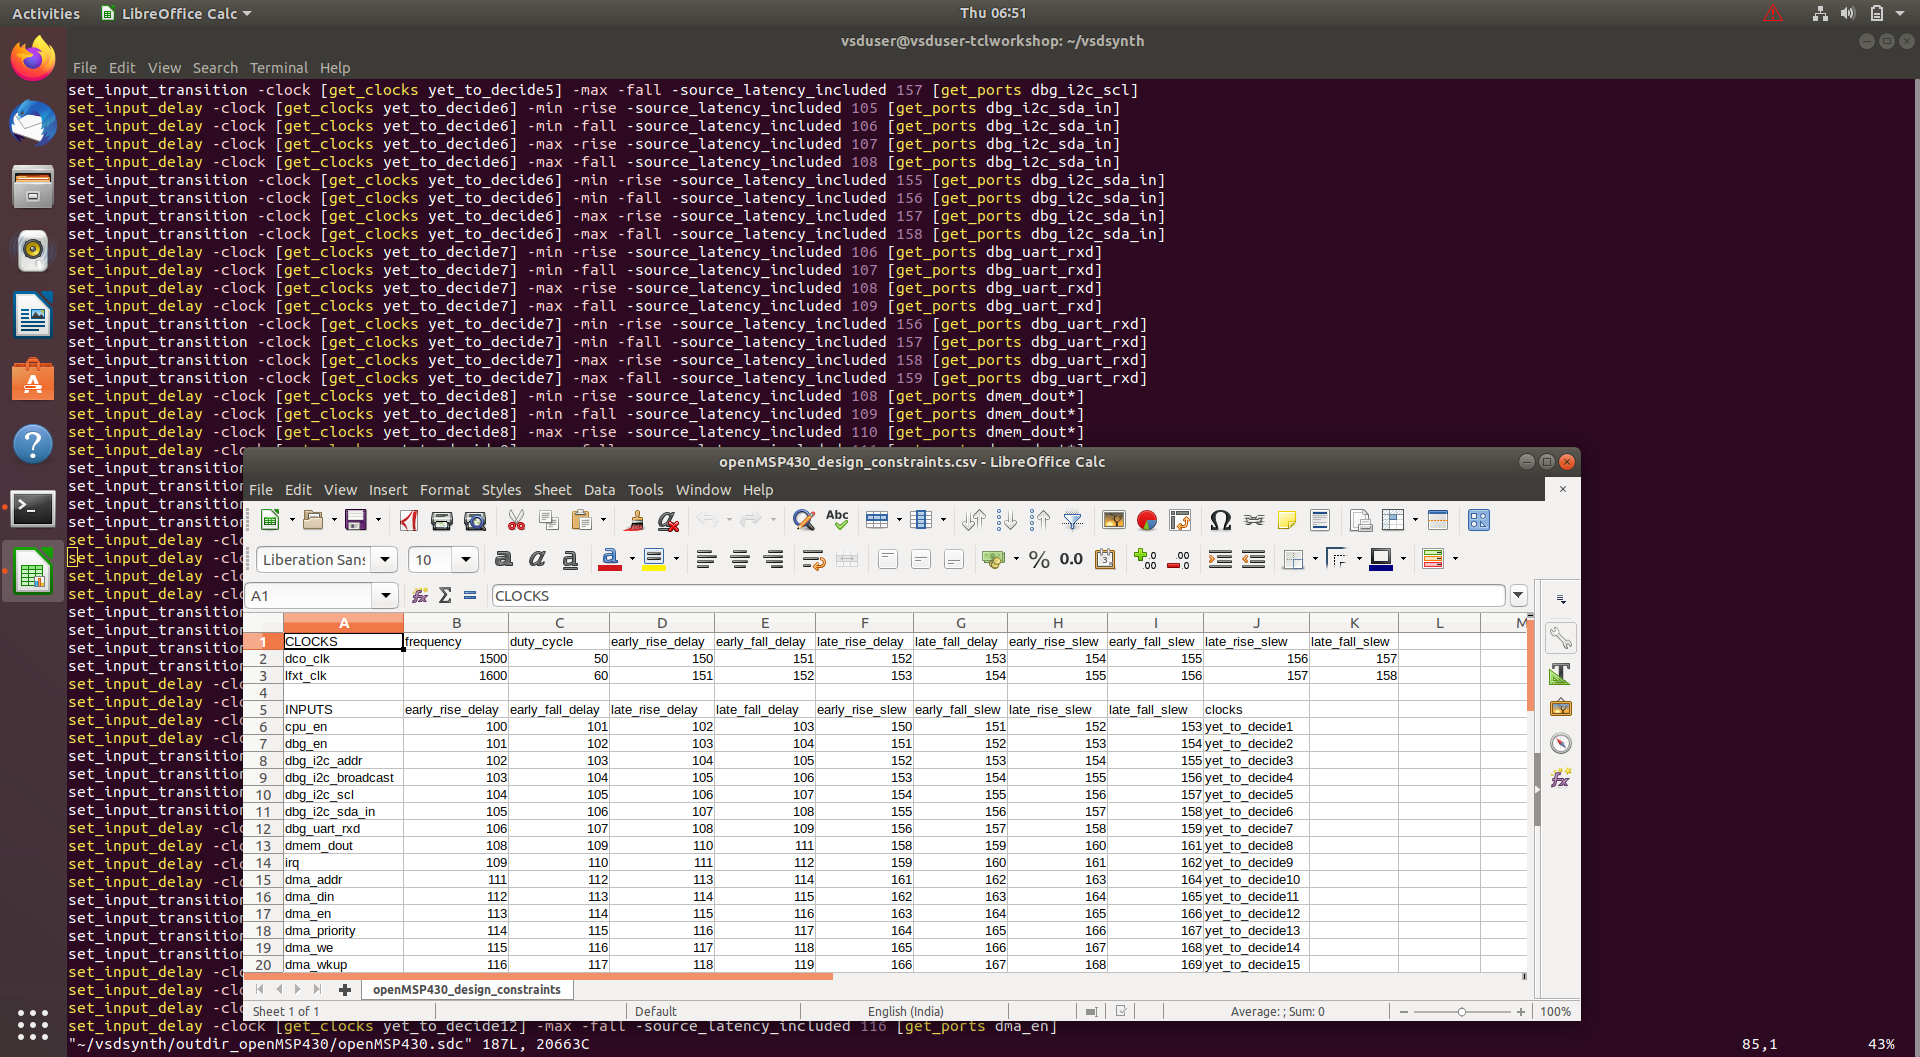 Activities LibreOffice Calc Thu 06:51
vsduser@vsduser-tclworkshop: ~/vsdsynth
File Edit View Search Terminal Help
set_input_transition -clock [get_clocks yet_to_decide5] -max -fall -source_latency_included 157 [get_ports dbg_i2c_scl]
set_input_delay -clock [get_clocks yet_to_decide6] -min -rise -source_latency_included 105 [get_ports dbg_i2c_sda_in]
set_input_delay -clock [get_clocks yet_to_decide6] -min -fall -source_latency_included 106 [get_ports dbg_i2c_sda_in]
set_input_delay -clock [get_clocks yet_to_decide6] -max -rise -source_latency_included 107 [get_ports dbg_i2c_sda_in]
set_input_delay -clock [get_clocks yet_to_decide6] -max -fall -source_latency_included 108 [get_ports dbg_i2c_sda_in]
set_input_transition -clock [get_clocks yet_to_decide6] -min -rise -source_latency_included 155 [get_ports dbg_i2c_sda_in]
set_input_transition -clock [get_clocks yet_to_decide6] -min -fall -source_latency_included 156 [get_ports dbg_i2c_sda_in]
set_input_transition -clock [get_clocks yet_to_decide6] -max -rise -source_latency_included 157 [get_ports dbg_i2c_sda_in]
set_input_transition -clock [get_clocks yet_to_decide6] -max -fall -source_latency_included 158 [get_ports dbg_i2c_sda_in]
set_input_delay -clock [get_clocks yet_to_decide7] -min -rise -source_latency_included 106 [get_ports dbg_uart_rxd]
set_input_delay -clock [get_clocks yet_to_decide7] -min -fall -source_latency_included 107 [get_ports dbg_uart_rxd]
set_input_delay -clock [get_clocks yet_to_decide7] -max -rise -source_latency_included 108 [get_ports dbg_uart_rxd]
set_input_delay -clock [get_clocks yet_to_decide7] -max -fall -source_latency_included 109 [get_ports dbg_uart_rxd]
set_input_transition -clock [get_clocks yet_to_decide7] -min -rise -source_latency_included 156 [get_ports dbg_uart_rxd]
set_input_transition -clock [get_clocks yet_to_decide7] -min -fall -source_latency_included 157 [get_ports dbg_uart_rxd]
set_input_transition -clock [get_clocks yet_to_decide7] -max -rise -source_latency_included 158 [get_ports dbg_uart_rxd]
set_input_transition -clock [get_clocks yet_to_decide7] -max -fall -source_latency_included 159 [get_ports dbg_uart_rxd]
set_input_delay -clock [get_clocks yet_to_decide8] -min -rise -source_latency_included 108 [get_ports dmem_dout*]
set_input_delay -clock [get_clocks yet_to_decide8] -min -fall -source_latency_included 109 [get_ports dmem_dout*]
set_input_delay -clock [get_clocks yet_to_decide8] -max -rise -source_latency_included 110 [get_ports dmem_dout*]
set_input_delay -clo
set_input_transition
set_input_transition
set_input_transition
set_input_transition
set_input_delay -clo
set_input_delay -clo
set_input_delay -clo
set_input_delay -clo
set_input_transition
set_input_transition
set_input_transition
set_input_transition
set_input_delay -clo
set_input_delay -clo
set_input_delay -clo
set_input_delay -clo
set_input_transition
set_input_transition
set_input_transition
set_input_transition
set_input_delay -clo
set_input_delay -clo
set_input_delay -clo
set_input_delay -clo
set_input_transition
set_input_transition
set_input_transition
set_input_transition
set_input_delay -clo
set_input_delay -clo
set_input_delay -clo
set_input_delay -clock [get_clocks yet_to_decide12] -max -fall -source_latency_included 116 [get_ports dma_en]
"~/vsdsynth/outdir_openMSP430/openMSP430.sdc" 187L, 20663C 85,1 43%
openMSP430_design_constraints.csv - LibreOffice Calc
File Edit View Insert Format Styles Sheet Data Tools Window Help
Liberation Sans 10
A1 CLOCKS
A B C D E F G H I J K L M
1 CLOCKS frequency duty_cycle early_rise_delay early_fall_delay late_rise_delay late_fall_delay early_rise_slew early_fall_slew late_rise_slew late_fall_slew
2 dco_clk 1500 50 150 151 152 153 154 155 156 157
3 lfxt_clk 1600 60 151 152 153 154 155 156 157 158
4
5 INPUTS early_rise_delay early_fall_delay late_rise_delay late_fall_delay early_rise_slew early_fall_slew late_rise_slew late_fall_slew clocks
6 cpu_en 100 101 102 103 150 151 152 153 yet_to_decide1
7 dbg_en 101 102 103 104 151 152 153 154 yet_to_decide2
8 dbg_i2c_addr 102 103 104 105 152 153 154 155 yet_to_decide3
9 dbg_i2c_broadcast 103 104 105 106 153 154 155 156 yet_to_decide4
10 dbg_i2c_scl 104 105 106 107 154 155 156 157 yet_to_decide5
11 dbg_i2c_sda_in 105 106 107 108 155 156 157 158 yet_to_decide6
12 dbg_uart_rxd 106 107 108 109 156 157 158 159 yet_to_decide7
13 dmem_dout 108 109 110 111 158 159 160 161 yet_to_decide8
14 irq 109 110 111 112 159 160 161 162 yet_to_decide9
15 dma_addr 111 112 113 114 161 162 163 164 yet_to_decide10
16 dma_din 112 113 114 115 162 163 164 165 yet_to_decide11
17 dma_en 113 114 115 116 163 164 165 166 yet_to_decide12
18 dma_priority 114 115 116 117 164 165 166 167 yet_to_decide13
19 dma_we 115 116 117 118 165 166 167 168 yet_to_decide14
20 dma_wkup 116 117 118 119 166 167 168 169 yet_to_decide15
openMSP430_design_constraints
Sheet 1 of 1 Default English (India) Average: ; Sum: 0 100%